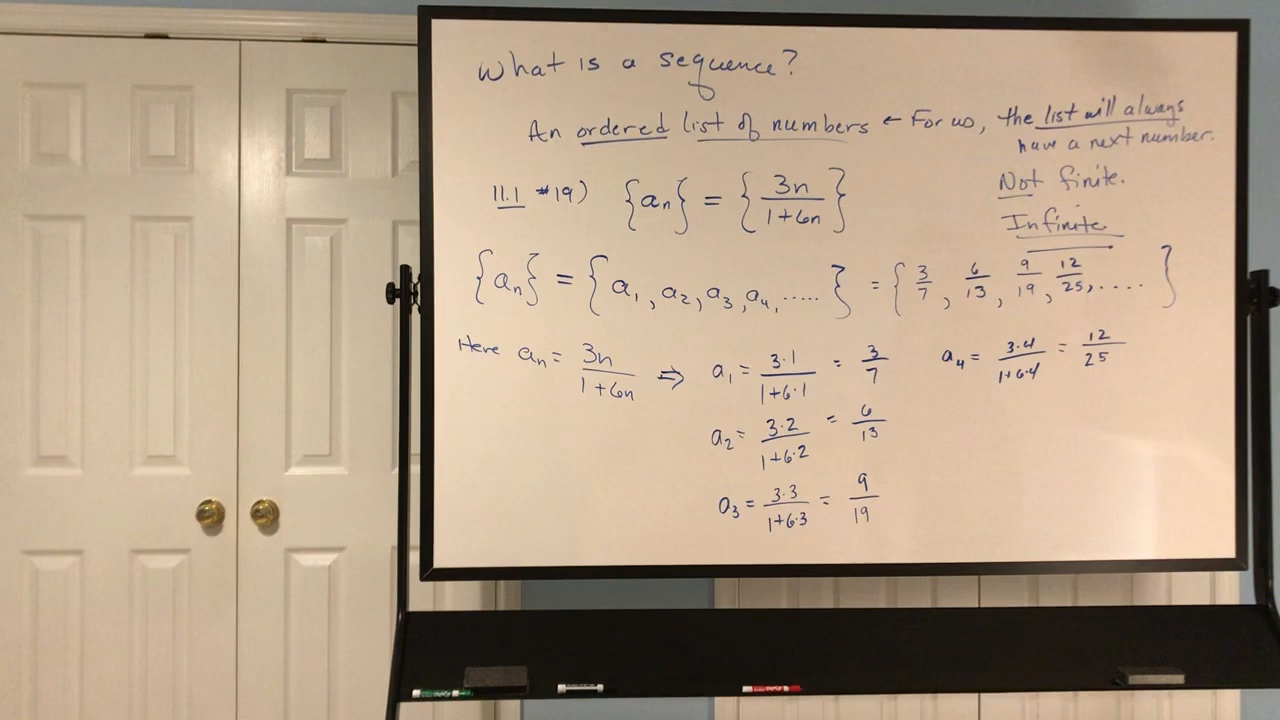 What is a sequence?
An ordered list of numbers ← For us, the list will always
have a next number.
Not finite.
Infinite.
11.1 #19) {aₙ} = {3n/(1+6n)}
{aₙ} = {a₁, a₂, a₃, a₄, .....} = {3/7, 6/13, 9/19, 12/25, ....}
Here aₙ = 3n/(1+6n) ⇒ a₁ = 3·1/(1+6·1) = 3/7
a₄ = 3·4/(1+6·4) = 12/25
a₂ = 3·2/(1+6·2) = 6/13
a₃ = 3·3/(1+6·3) = 9/19